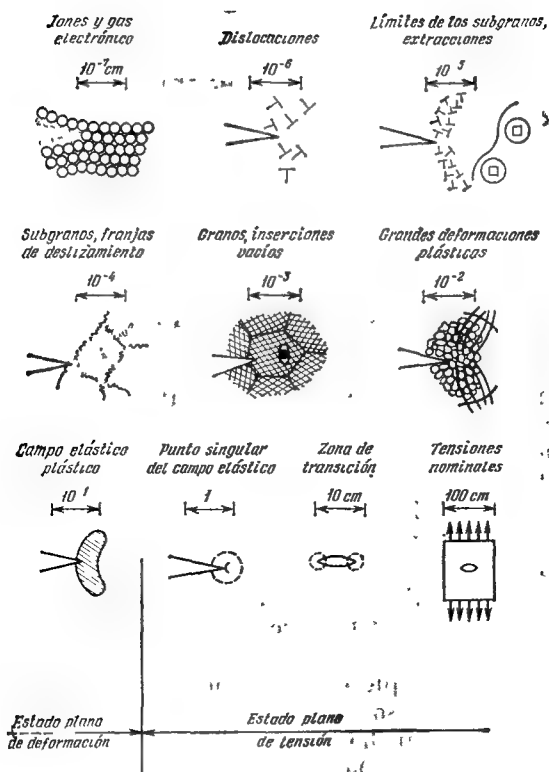 Iones y gas
electrónico
10⁻⁷cm
Dislocaciones
10⁻⁶
Límites de los subgranos,
extracciones
10⁻⁵
Subgranos, franjas
de deslizamiento
10⁻⁴
Granos, inserciones
vacíos
10⁻³
Grandes deformaciones
plásticas
10⁻²
Campo elástico
plástico
10⁻¹
Punto singular
del campo elástico
1
Zona de
transición
10 cm
Tensiones
nominales
100 cm
Estado plano
de deformación
Estado plano
de tensión